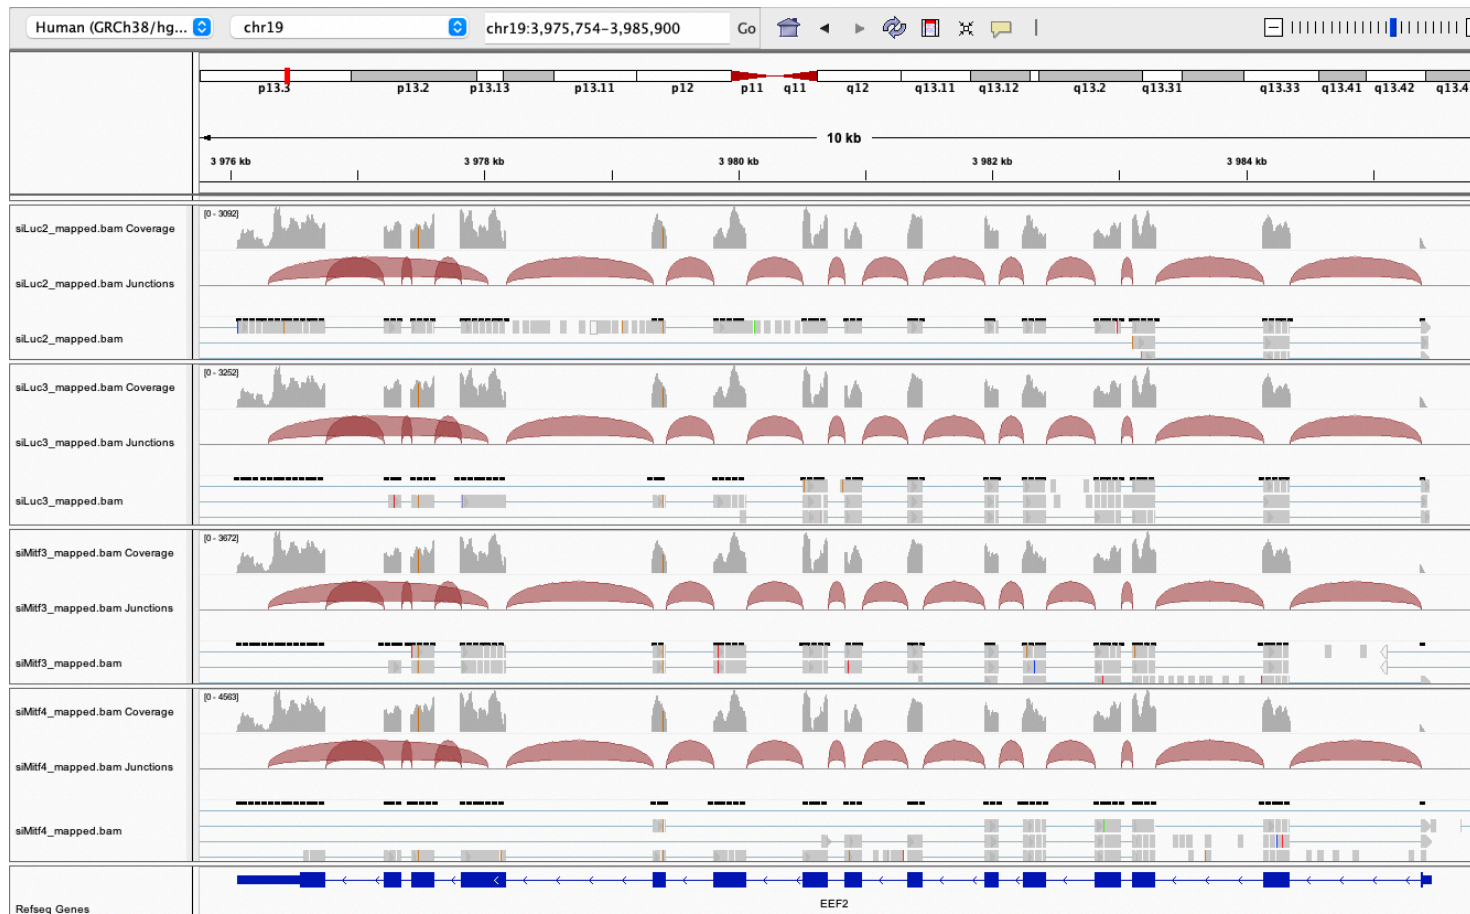 Human (GRCh38/hg... chr19 chr19:3,975,754–3,985,900 Go
p13.3 p13.2 p13.13 p13.11 p12 p11 q11 q12 q13.11 q13.12 q13.2 q13.31 q13.33 q13.41 q13.42 q13.4
10 kb
3 976 kb 3 978 kb 3 980 kb 3 982 kb 3 984 kb
[0 - 3092]
siLuc2_mapped.bam Coverage
siLuc2_mapped.bam Junctions
siLuc2_mapped.bam
[0 - 3252]
siLuc3_mapped.bam Coverage
siLuc3_mapped.bam Junctions
siLuc3_mapped.bam
[0 - 3672]
siMitf3_mapped.bam Coverage
siMitf3_mapped.bam Junctions
siMitf3_mapped.bam
[0 - 4563]
siMitf4_mapped.bam Coverage
siMitf4_mapped.bam Junctions
siMitf4_mapped.bam
EEF2
Refseq Genes